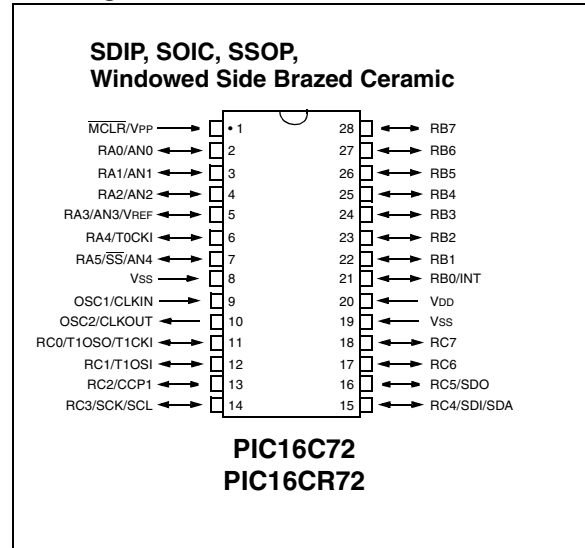 SDIP, SOIC, SSOP,
Windowed Side Brazed Ceramic
MCLR/VPP • 1 28 RB7
RA0/AN0 2 27 RB6
RA1/AN1 3 26 RB5
RA2/AN2 4 25 RB4
RA3/AN3/VREF 5 24 RB3
RA4/T0CKI 6 23 RB2
RA5/SS/AN4 7 22 RB1
VSS 8 21 RB0/INT
OSC1/CLKIN 9 20 VDD
OSC2/CLKOUT 10 19 VSS
RC0/T1OSO/T1CKI 11 18 RC7
RC1/T1OSI 12 17 RC6
RC2/CCP1 13 16 RC5/SDO
RC3/SCK/SCL 14 15 RC4/SDI/SDA
PIC16C72
PIC16CR72